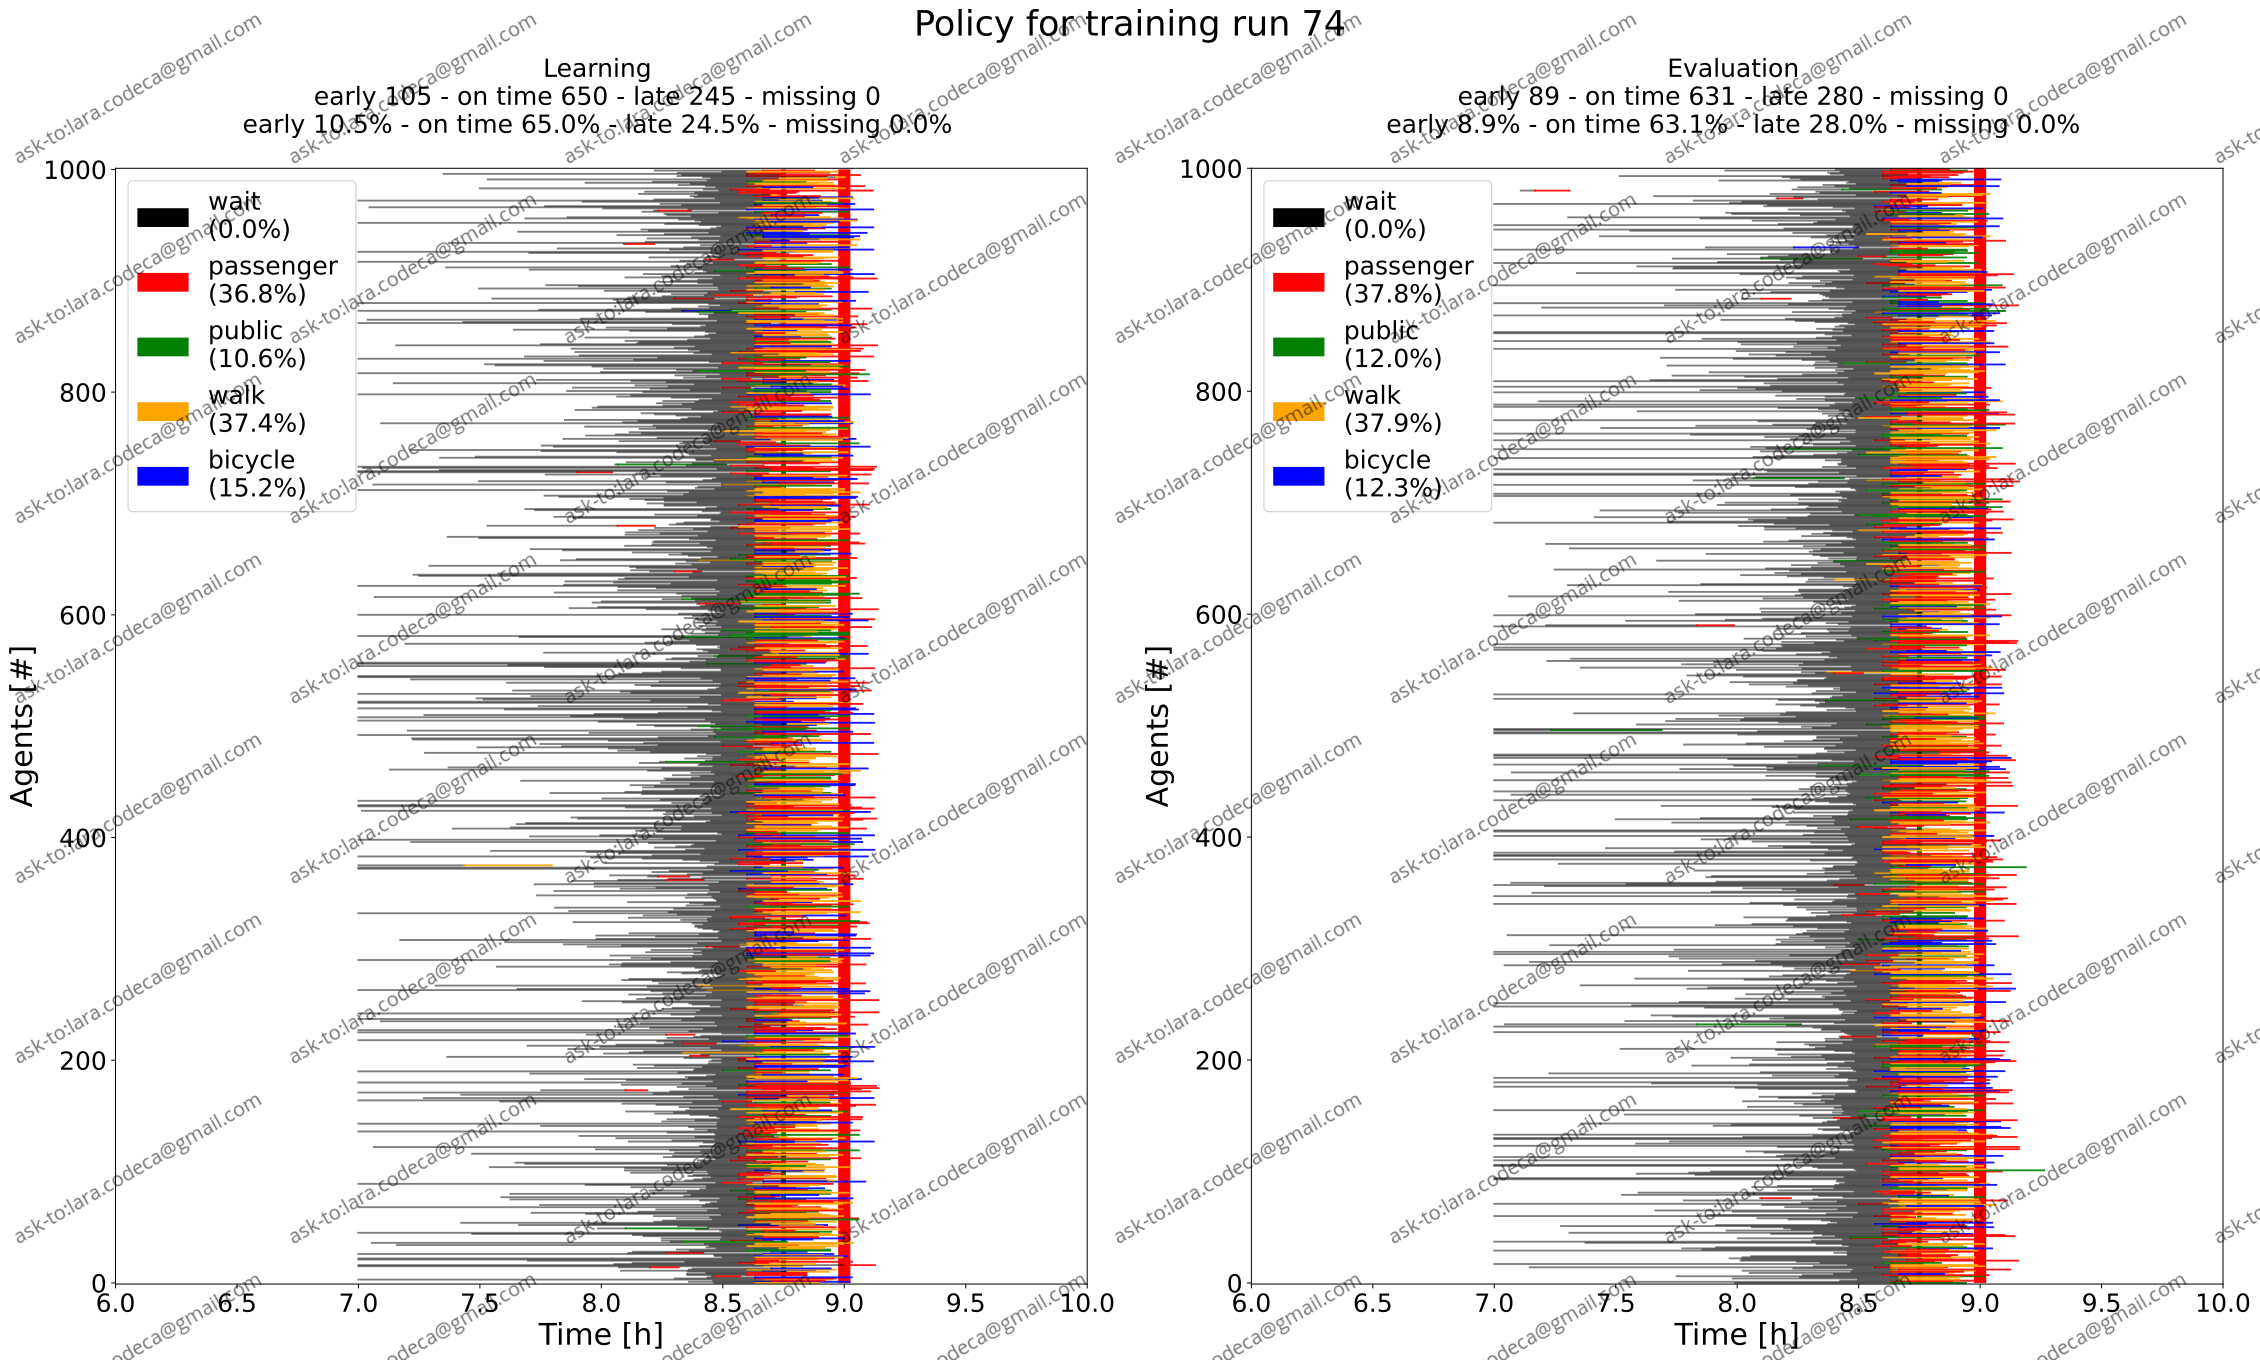 Policy for training run 74
Learning
early 105 - on time 650 - late 245 - missing 0
early 10.5% - on time 65.0% - late 24.5% - missing 0.0%
1000
800
600
400
200
0
Agents [#]
wait
(0.0%)
passenger
(36.8%)
public
(10.6%)
walk
(37.4%)
bicycle
(15.2%)
6.0 6.5 7.0 7.5 8.0 8.5 9.0 9.5 10.0
Time [h]
Evaluation
early 89 - on time 631 - late 280 - missing 0
early 8.9% - on time 63.1% - late 28.0% - missing 0.0%
1000
800
600
400
200
0
Agents [#]
wait
(0.0%)
passenger
(37.8%)
public
(12.0%)
walk
(37.9%)
bicycle
(12.3%)
6.0 6.5 7.0 7.5 8.0 8.5 9.0 9.5 10.0
Time [h]
ask-to:lara.codeca@gmail.com